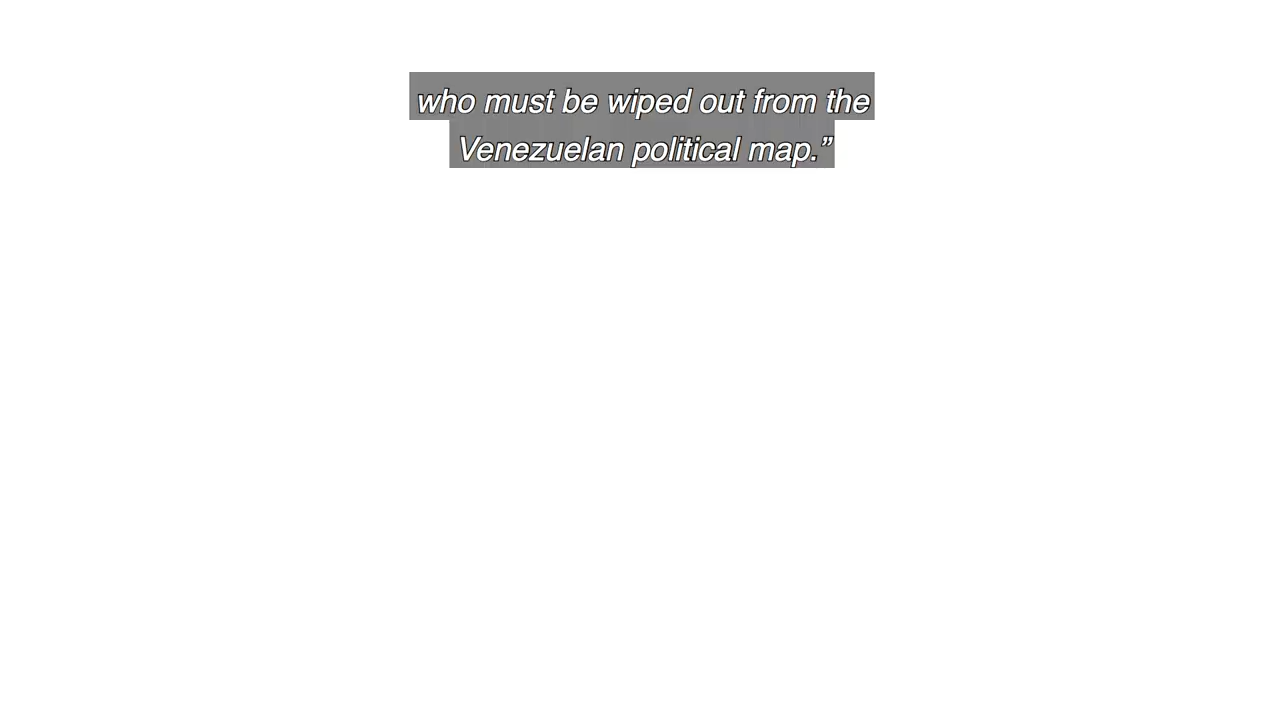 who must be wiped out from the
Venezuelan political map.”